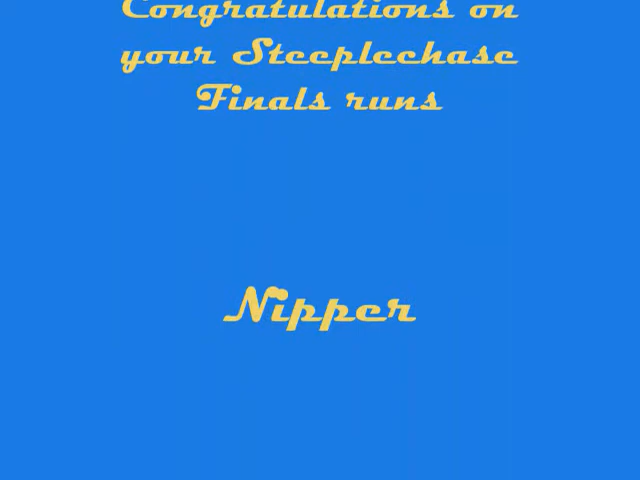 Congratulations on
your Steeplechase
Finals runs
Nipper